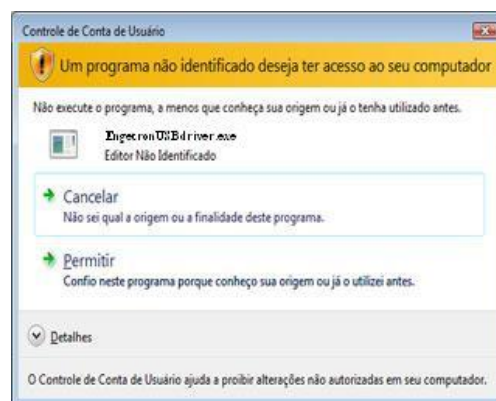 Controle de Conta de Usuário
Um programa não identificado deseja ter acesso ao seu computador
Não execute o programa, a menos que conheça sua origem ou já o tenha utilizado antes.
EngetronUSBdriver.exe
Editor Não Identificado
Cancelar
Não sei qual a origem ou a finalidade deste programa.
Permitir
Confio neste programa porque conheço sua origem ou já o utilizei antes.
Detalhes
O Controle de Conta de Usuário ajuda a proibir alterações não autorizadas em seu computador.